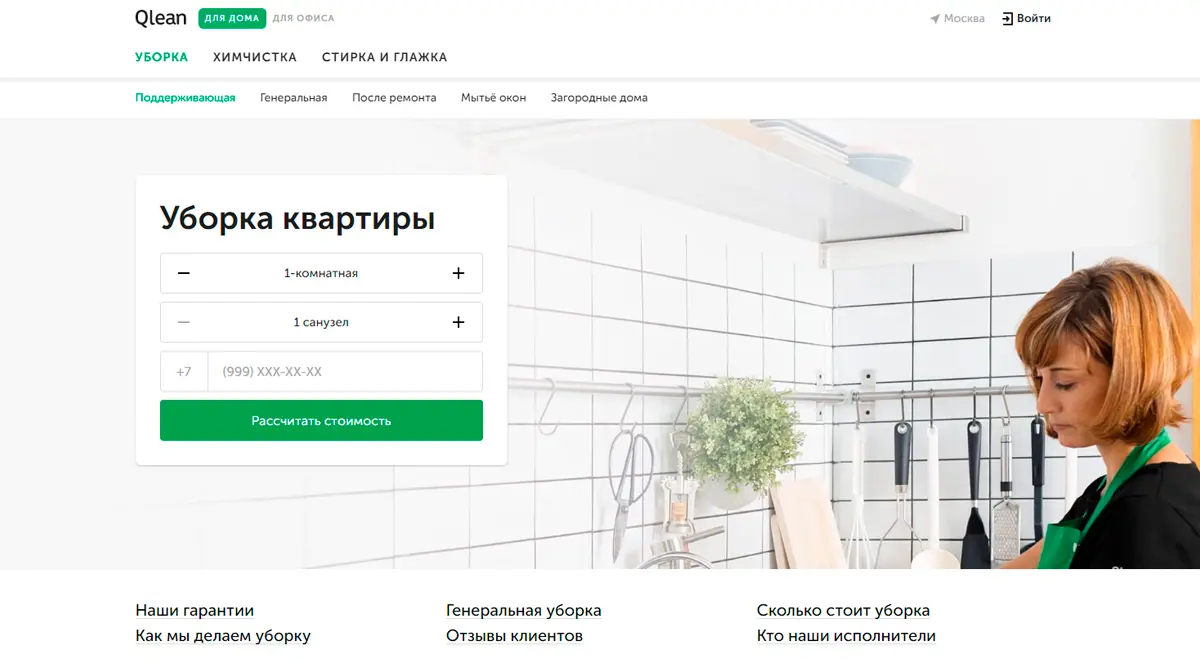 Qlean ДЛЯ ДОМА ДЛЯ ОФИСА Москва Войти
УБОРКА ХИМЧИСТКА СТИРКА И ГЛАЖКА
Поддерживающая Генеральная После ремонта Мытьё окон Загородные дома
Уборка квартиры
− 1-комнатная +
− 1 санузел +
+7 (999) XXX-XX-XX
Рассчитать стоимость
Наши гарантии Генеральная уборка Сколько стоит уборка
Как мы делаем уборку Отзывы клиентов Кто наши исполнители